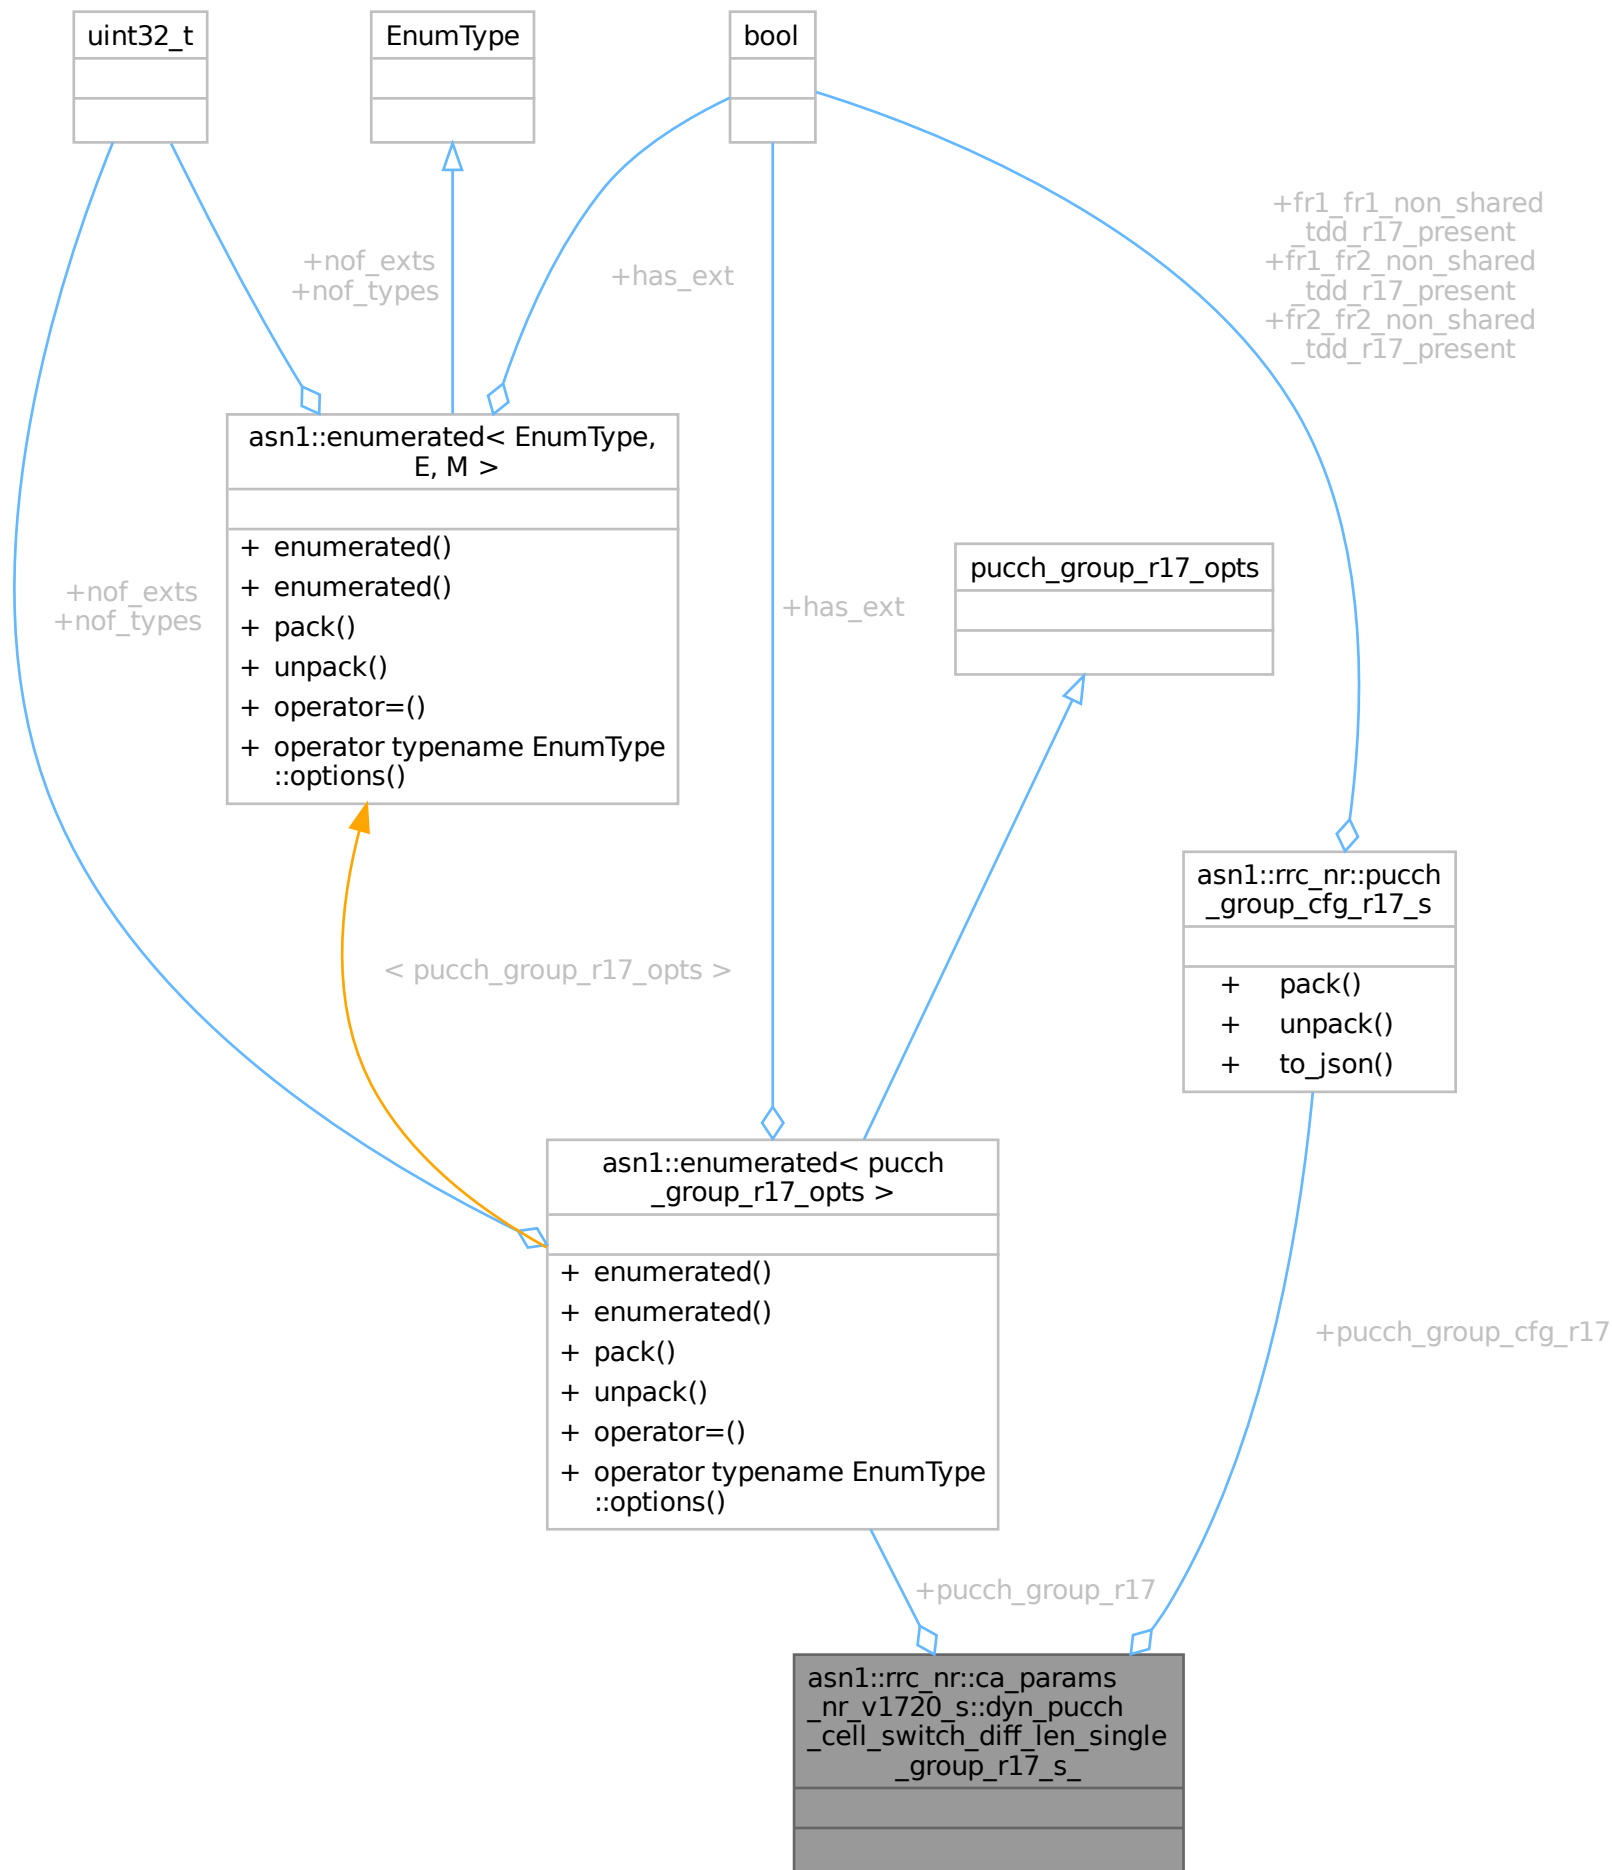 uint32_t
EnumType
bool
+fr1_fr1_non_shared
_tdd_r17_present
+fr1_fr2_non_shared
_tdd_r17_present
+fr2_fr2_non_shared
_tdd_r17_present
+nof_exts
+nof_types
+has_ext
asn1::enumerated< EnumType,
E, M >
+ enumerated()
+ enumerated()
+ pack()
+ unpack()
+ operator=()
+ operator typename EnumType
::options()
+nof_exts
+nof_types
+has_ext
pucch_group_r17_opts
asn1::rrc_nr::pucch
_group_cfg_r17_s
+ pack()
+ unpack()
+ to_json()
< pucch_group_r17_opts >
asn1::enumerated< pucch
_group_r17_opts >
+ enumerated()
+ enumerated()
+ pack()
+ unpack()
+ operator=()
+ operator typename EnumType
::options()
+pucch_group_cfg_r17
+pucch_group_r17
asn1::rrc_nr::ca_params
_nr_v1720_s::dyn_pucch
_cell_switch_diff_len_single
_group_r17_s_